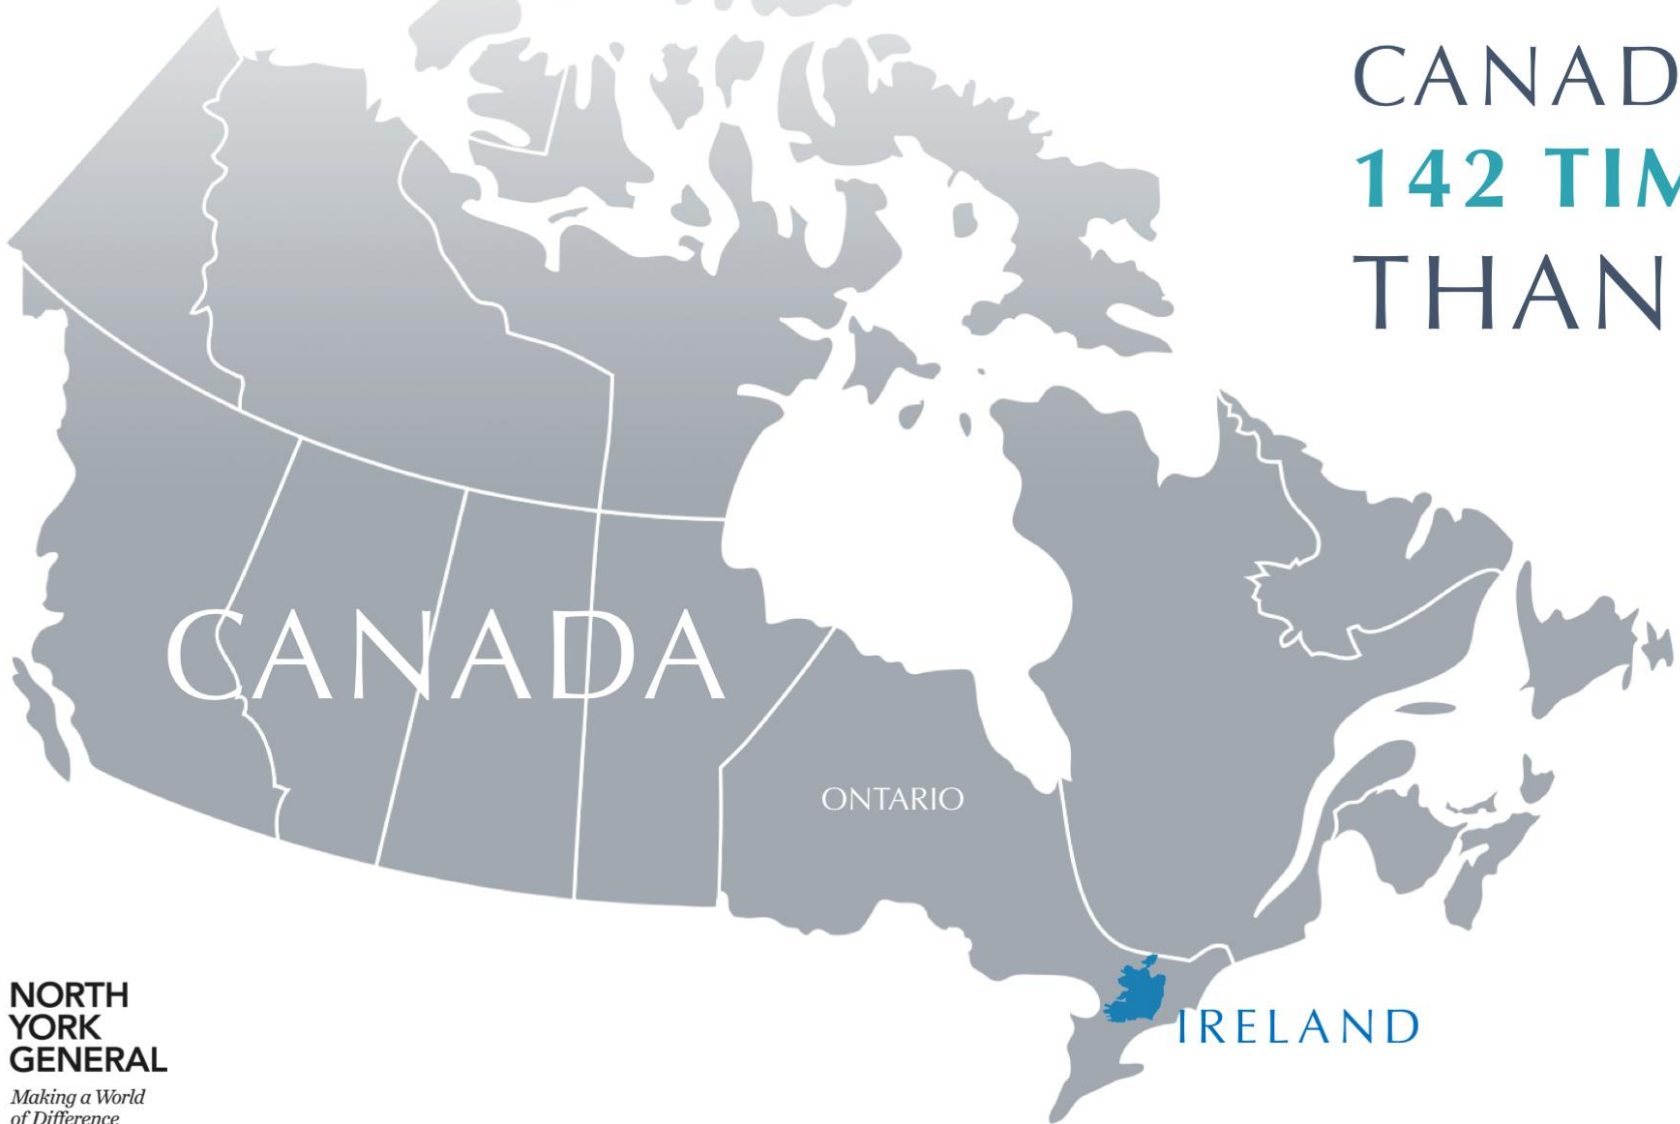 CANAD
142 TIM
THAN
CANADA
ONTARIO
IRELAND
NORTH
YORK
GENERAL
Making a World
of Difference